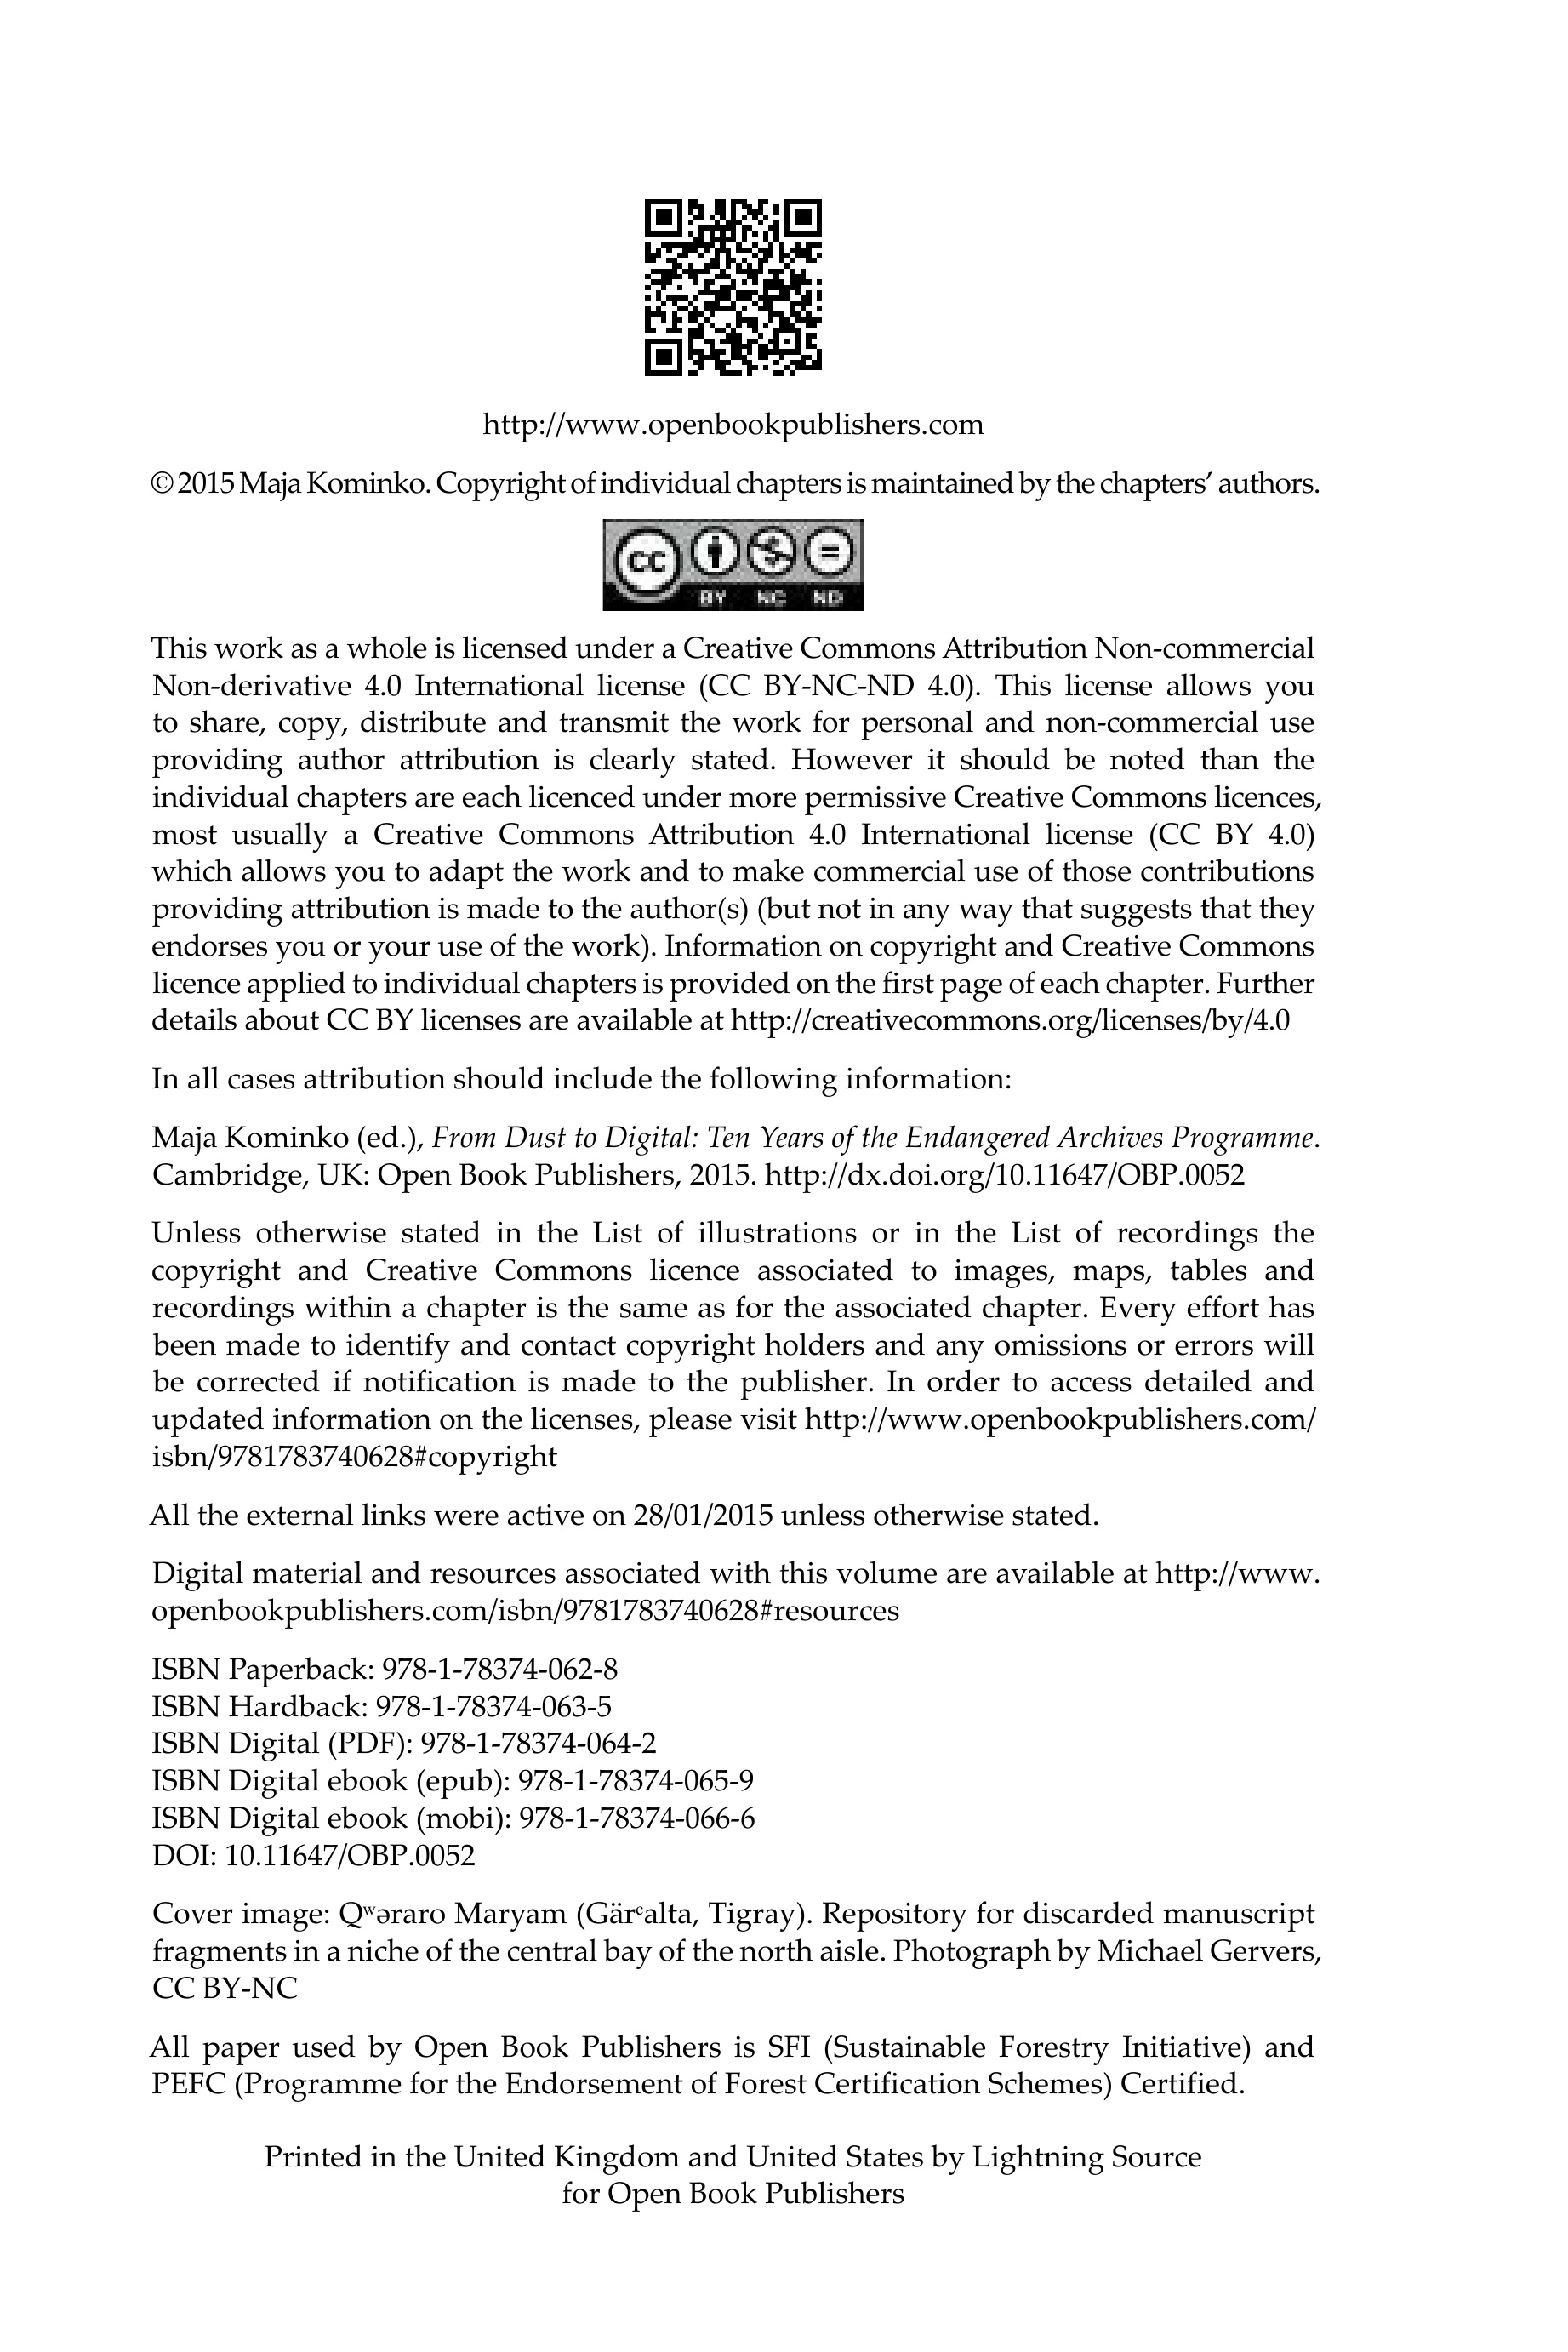 http://www.openbookpublishers.com
© 2015 Maja Kominko. Copyright of individual chapters is maintained by the chapters’ authors.
CC BY NC ND
This work as a whole is licensed under a Creative Commons Attribution Non-commercial
Non-derivative 4.0 International license (CC BY-NC-ND 4.0). This license allows you
to share, copy, distribute and transmit the work for personal and non-commercial use
providing author attribution is clearly stated. However it should be noted than the
individual chapters are each licenced under more permissive Creative Commons licences,
most usually a Creative Commons Attribution 4.0 International license (CC BY 4.0)
which allows you to adapt the work and to make commercial use of those contributions
providing attribution is made to the author(s) (but not in any way that suggests that they
endorses you or your use of the work). Information on copyright and Creative Commons
licence applied to individual chapters is provided on the first page of each chapter. Further
details about CC BY licenses are available at http://creativecommons.org/licenses/by/4.0
In all cases attribution should include the following information:
Maja Kominko (ed.), From Dust to Digital: Ten Years of the Endangered Archives Programme.
Cambridge, UK: Open Book Publishers, 2015. http://dx.doi.org/10.11647/OBP.0052
Unless otherwise stated in the List of illustrations or in the List of recordings the
copyright and Creative Commons licence associated to images, maps, tables and
recordings within a chapter is the same as for the associated chapter. Every effort has
been made to identify and contact copyright holders and any omissions or errors will
be corrected if notification is made to the publisher. In order to access detailed and
updated information on the licenses, please visit http://www.openbookpublishers.com/
isbn/9781783740628#copyright
All the external links were active on 28/01/2015 unless otherwise stated.
Digital material and resources associated with this volume are available at http://www.
openbookpublishers.com/isbn/9781783740628#resources
ISBN Paperback: 978-1-78374-062-8
ISBN Hardback: 978-1-78374-063-5
ISBN Digital (PDF): 978-1-78374-064-2
ISBN Digital ebook (epub): 978-1-78374-065-9
ISBN Digital ebook (mobi): 978-1-78374-066-6
DOI: 10.11647/OBP.0052
Cover image: Qʷəraro Maryam (Gärᶜalta, Tigray). Repository for discarded manuscript
fragments in a niche of the central bay of the north aisle. Photograph by Michael Gervers,
CC BY-NC
All paper used by Open Book Publishers is SFI (Sustainable Forestry Initiative) and
PEFC (Programme for the Endorsement of Forest Certification Schemes) Certified.
Printed in the United Kingdom and United States by Lightning Source
for Open Book Publishers